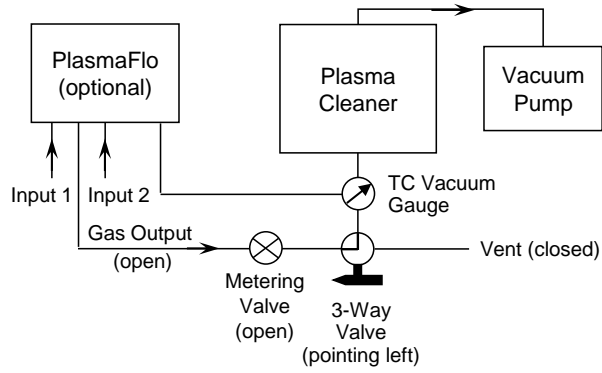 PlasmaFlo
(optional)
Plasma
Cleaner
Vacuum
Pump
Input 1
Input 2
TC Vacuum
Gauge
Gas Output
(open)
Vent (closed)
Metering
Valve
(open)
3-Way
Valve
(pointing left)